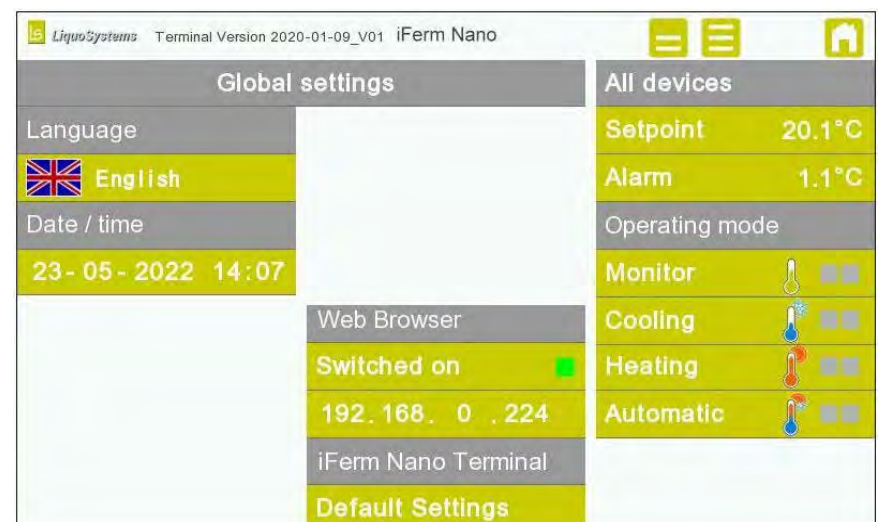 LS LiquoSystems Terminal Version 2020-01-09_V01 iFerm Nano
Global settings
Language
English
Date / time
23-05-2022 14:07
Web Browser
Switched on
192.168. 0 .224
iFerm Nano Terminal
Default Settings
All devices
Setpoint 20.1°C
Alarm 1.1°C
Operating mode
Monitor
Cooling
Heating
Automatic